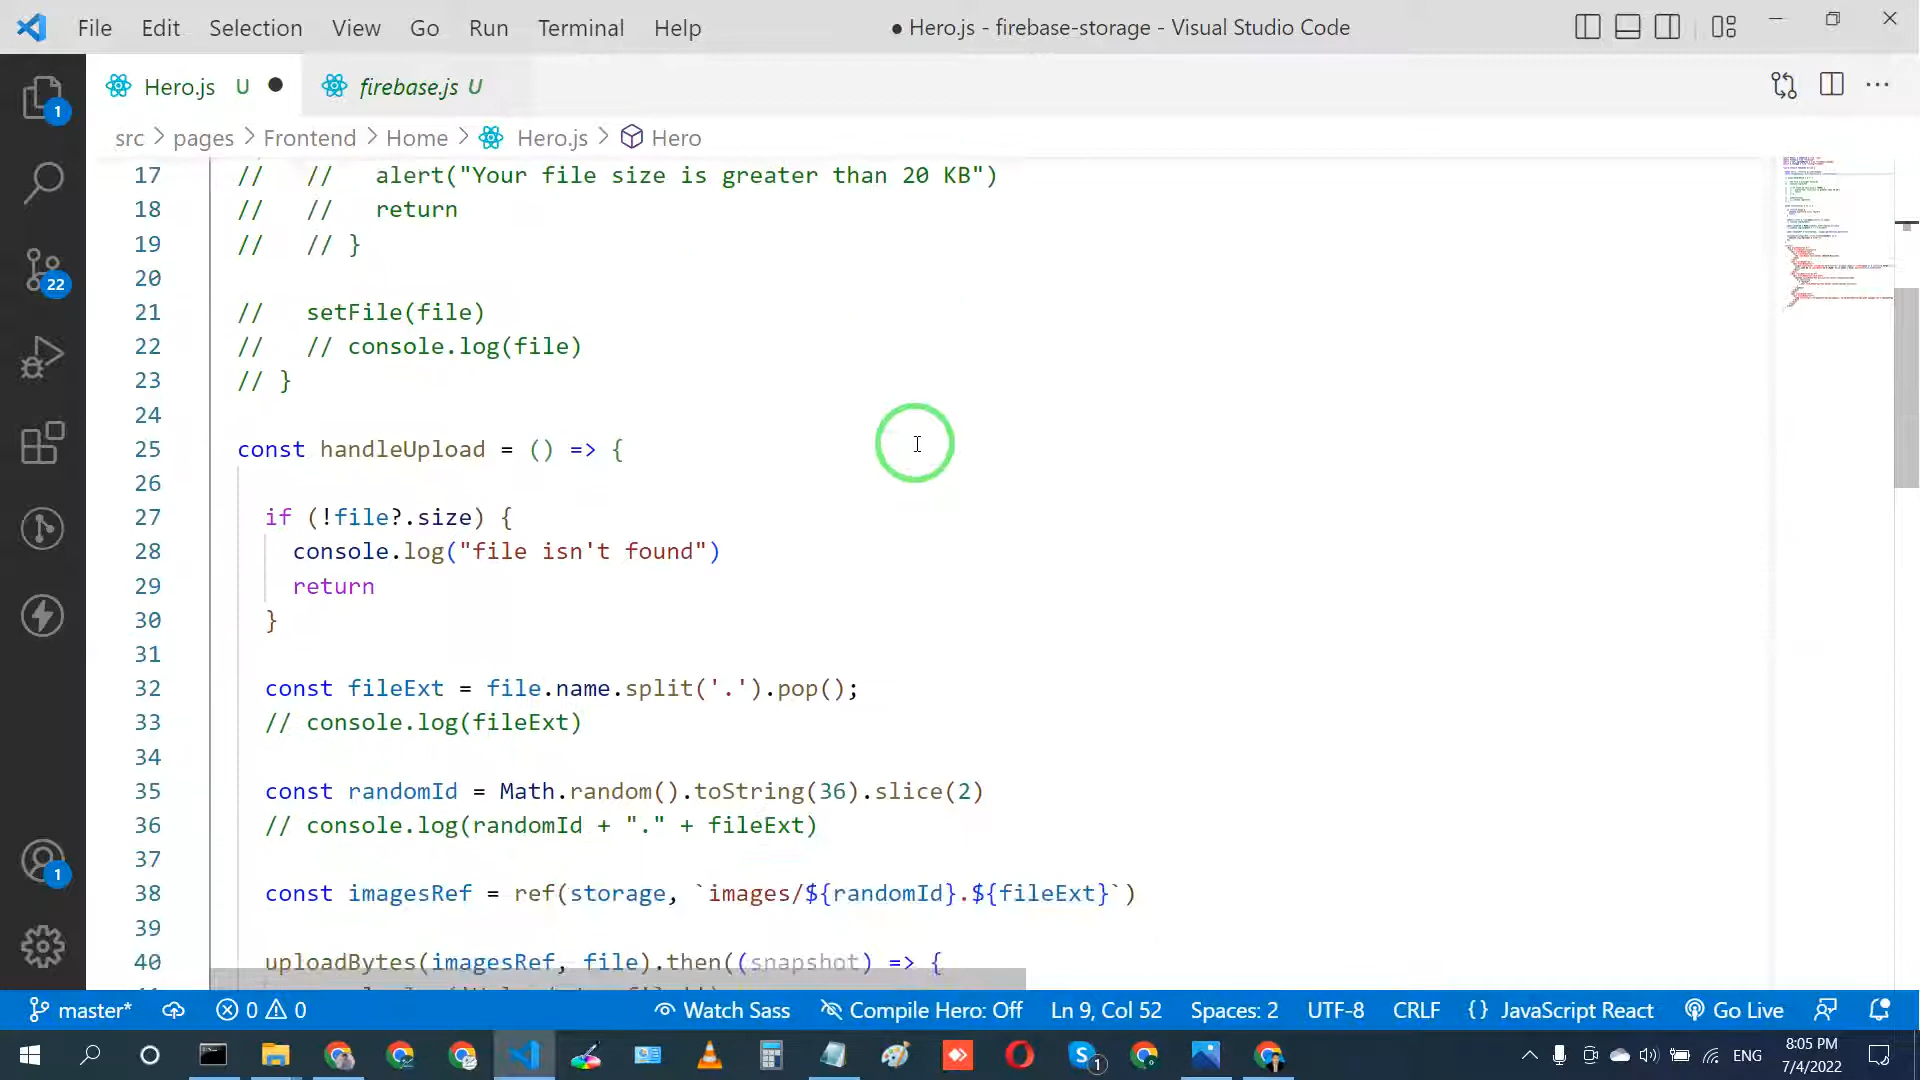 File Edit Selection View Go Run Terminal Help
● Hero.js - firebase-storage - Visual Studio Code
Hero.js U ●
firebase.js U
src > pages > Frontend > Home > Hero.js > Hero
17 // // alert("Your file size is greater than 20 KB")
18 // // return
19 // // }
20
21 // setFile(file)
22 // // console.log(file)
23 // }
24
25 const handleUpload = () => {
26
27 if (!file?.size) {
28 console.log("file isn't found")
29 return
30 }
31
32 const fileExt = file.name.split('.').pop();
33 // console.log(fileExt)
34
35 const randomId = Math.random().toString(36).slice(2)
36 // console.log(randomId + "." + fileExt)
37
38 const imagesRef = ref(storage, `images/${randomId}.${fileExt}`)
39
40 uploadBytes(imagesRef, file).then((snapshot) => {
1
22
1
master* 0 0 Watch Sass Compile Hero: Off Ln 9, Col 52 Spaces: 2 UTF-8 CRLF {} JavaScript React Go Live
1
ENG
8:05 PM
7/4/2022